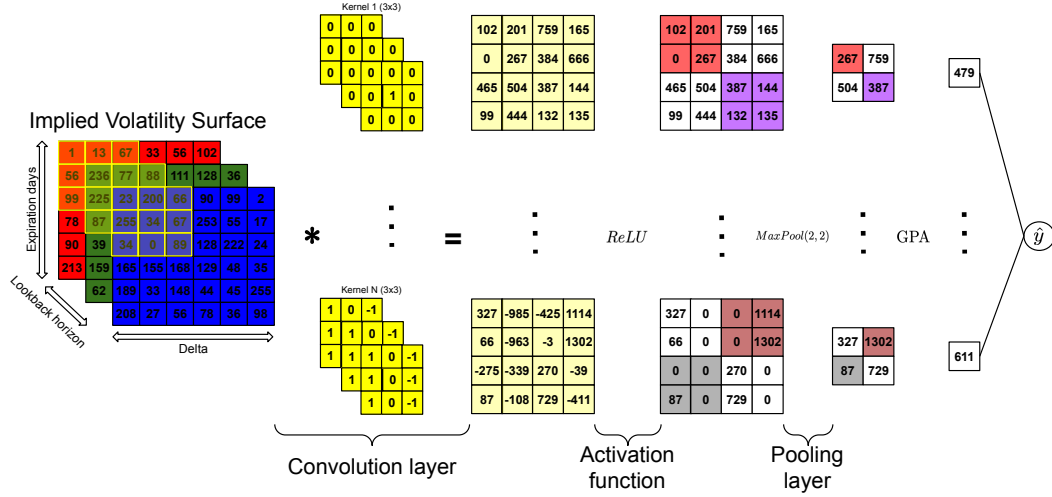 Kernel 1 (3x3)
0 0 0
0 0 0 0
0 0 0 0 0
0 0 1 0
0 0 0
102 201 759 165
0 267 384 666
465 504 387 144
99 444 132 135
102 201 759 165
0 267 384 666
465 504 387 144
99 444 132 135
267 759
504 387
479
Implied Volatility Surface
Expiration days
Lookback horizon
Delta
1 13 67 33 56 102
56 236 77 88 111 128 36
99 225 23 200 66 90 99 2
78 87 255 34 67 253 55 17
90 39 34 0 89 128 222 24
213 159 165 155 168 129 48 35
62 189 33 148 44 45 255
208 27 56 78 36 98
* =
ReLU
MaxPool(2, 2)
GPA
ŷ
Kernel N (3x3)
1 0 -1
1 1 0 -1
1 1 1 0 -1
1 1 0 -1
1 0 -1
327 -985 -425 1114
66 -963 -3 1302
-275 -339 270 -39
87 -108 729 -411
327 0 0 1114
66 0 0 1302
0 0 270 0
87 0 729 0
327 1302
87 729
611
Convolution layer
Activation
function
Pooling
layer